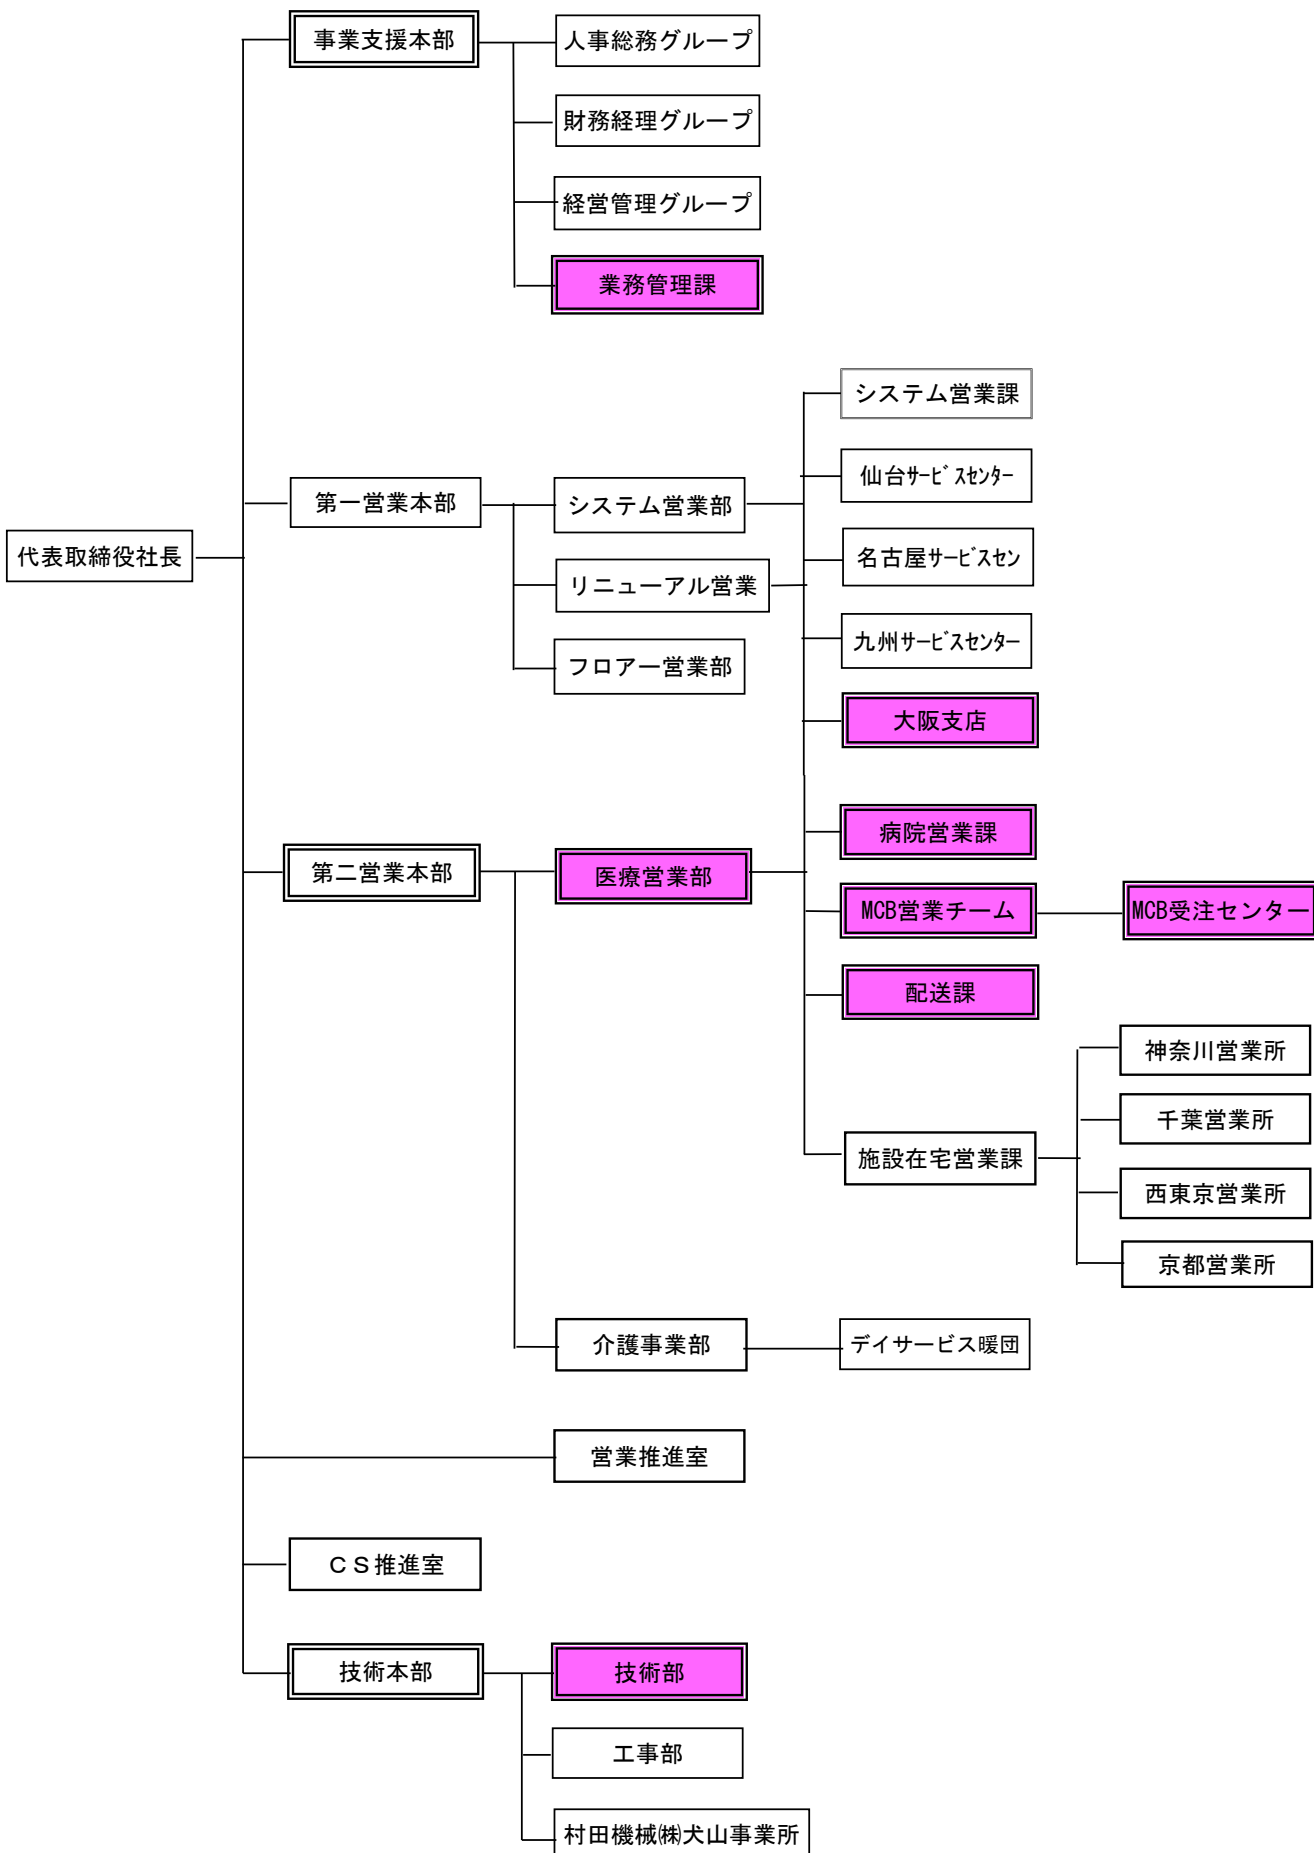 事業支援本部
人事総務グループ
財務経理グループ
経営管理グループ
業務管理課
システム営業課
仙台サービスセンター
第一営業本部
システム営業部
代表取締役社長
名古屋サービスセン
リニューアル営業
九州サービスセンター
フロアー営業部
大阪支店
病院営業課
第二営業本部
医療営業部
MCB営業チーム
MCB受注センター
配送課
神奈川営業所
千葉営業所
施設在宅営業課
西東京営業所
京都営業所
介護事業部
デイサービス暖団
営業推進室
ＣＳ推進室
技術本部
技術部
工事部
村田機械㈱犬山事業所